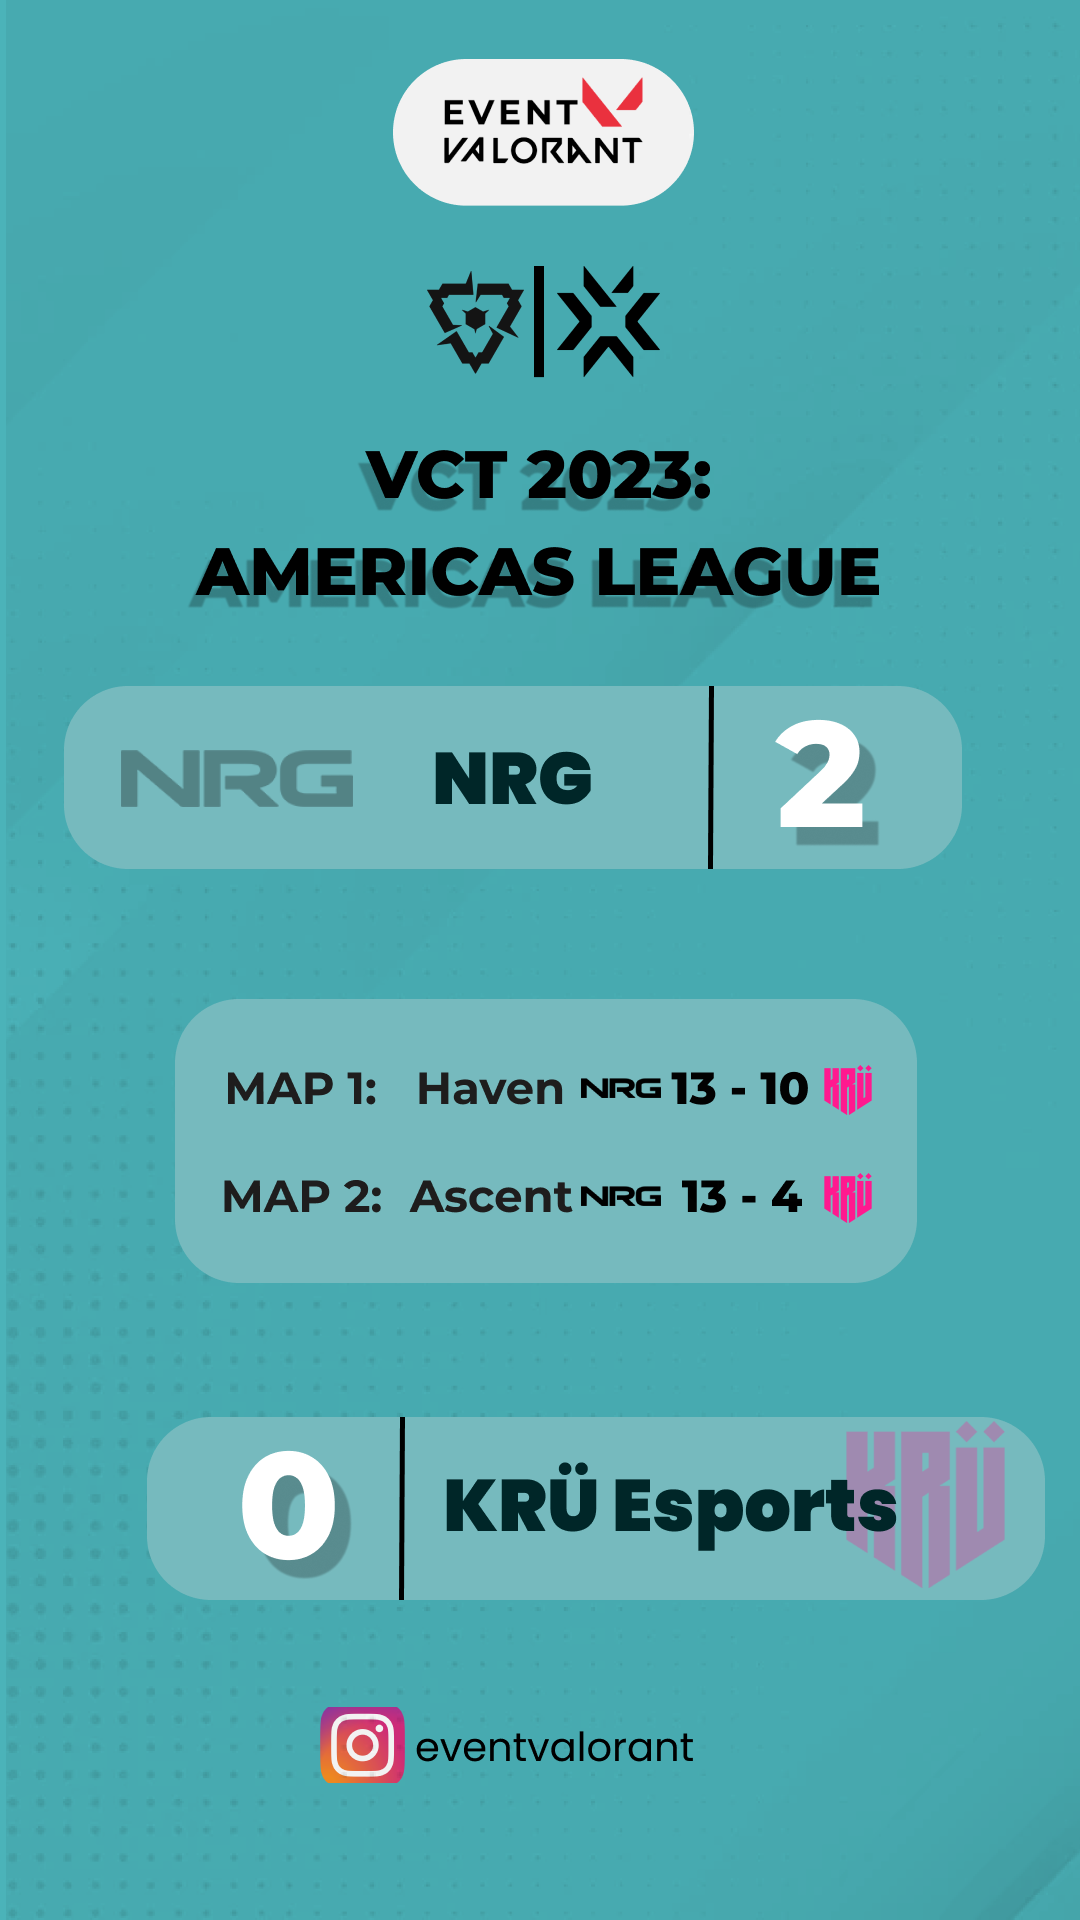 EVENT
VALORANT
VCT 2023:
AMERICAS LEAGUE
NRG NRG 2
MAP 1: Haven NRG 13 - 10 KRÜ
MAP 2: Ascent NRG 13 - 4 KRÜ
0 KRÜ Esports KRÜ
eventvalorant